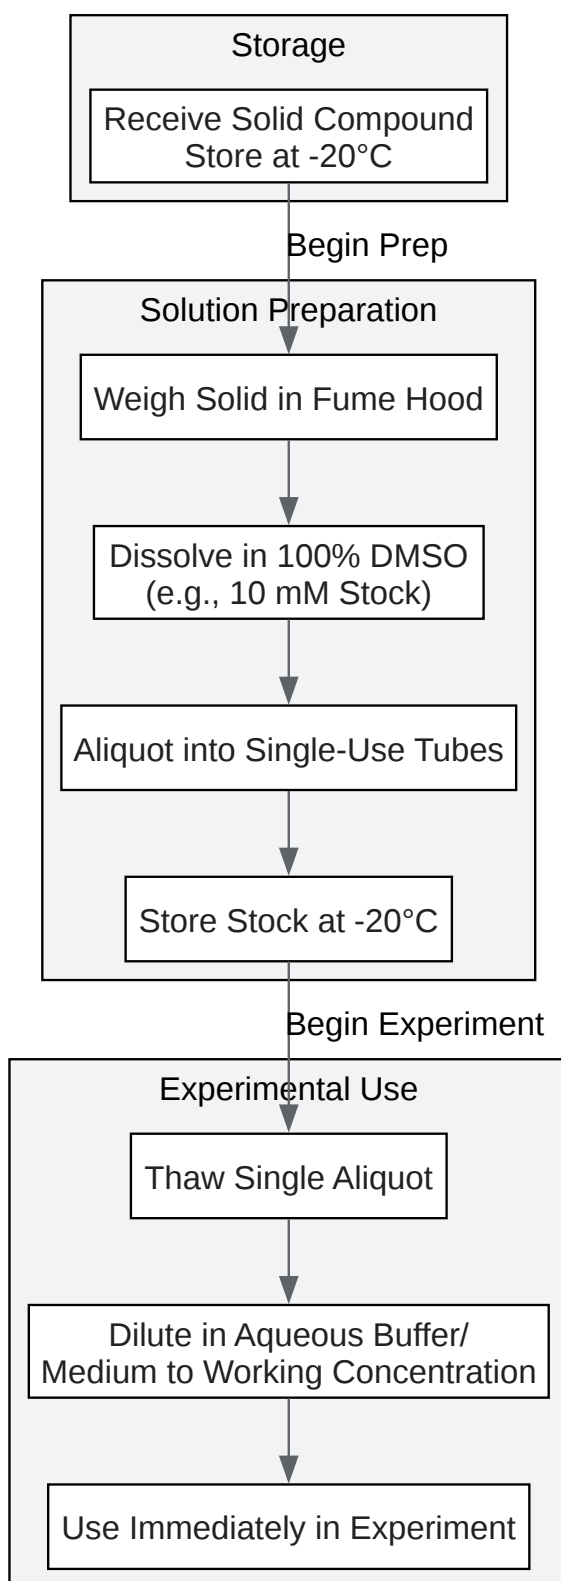 Storage
Receive Solid Compound
Store at -20°C
Begin Prep
Solution Preparation
Weigh Solid in Fume Hood
Dissolve in 100% DMSO
(e.g., 10 mM Stock)
Aliquot into Single-Use Tubes
Store Stock at -20°C
Begin Experiment
Experimental Use
Thaw Single Aliquot
Dilute in Aqueous Buffer/
Medium to Working Concentration
Use Immediately in Experiment